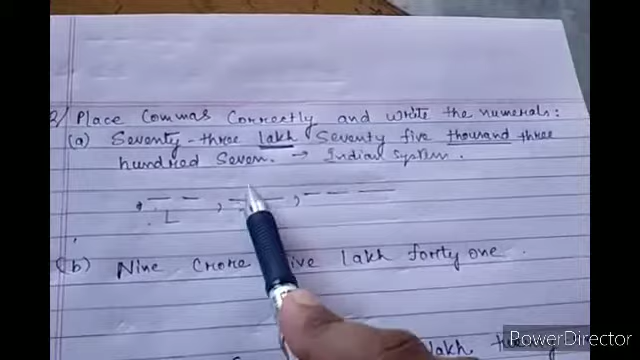 2/ Place Commas Correctly and write the numerals:
(a) Seventy-three lakh Seventy five thousand three
hundred Seven. → Indian system.
L
(b) Nine Crore five lakh forty one.
lakh
PowerDirector